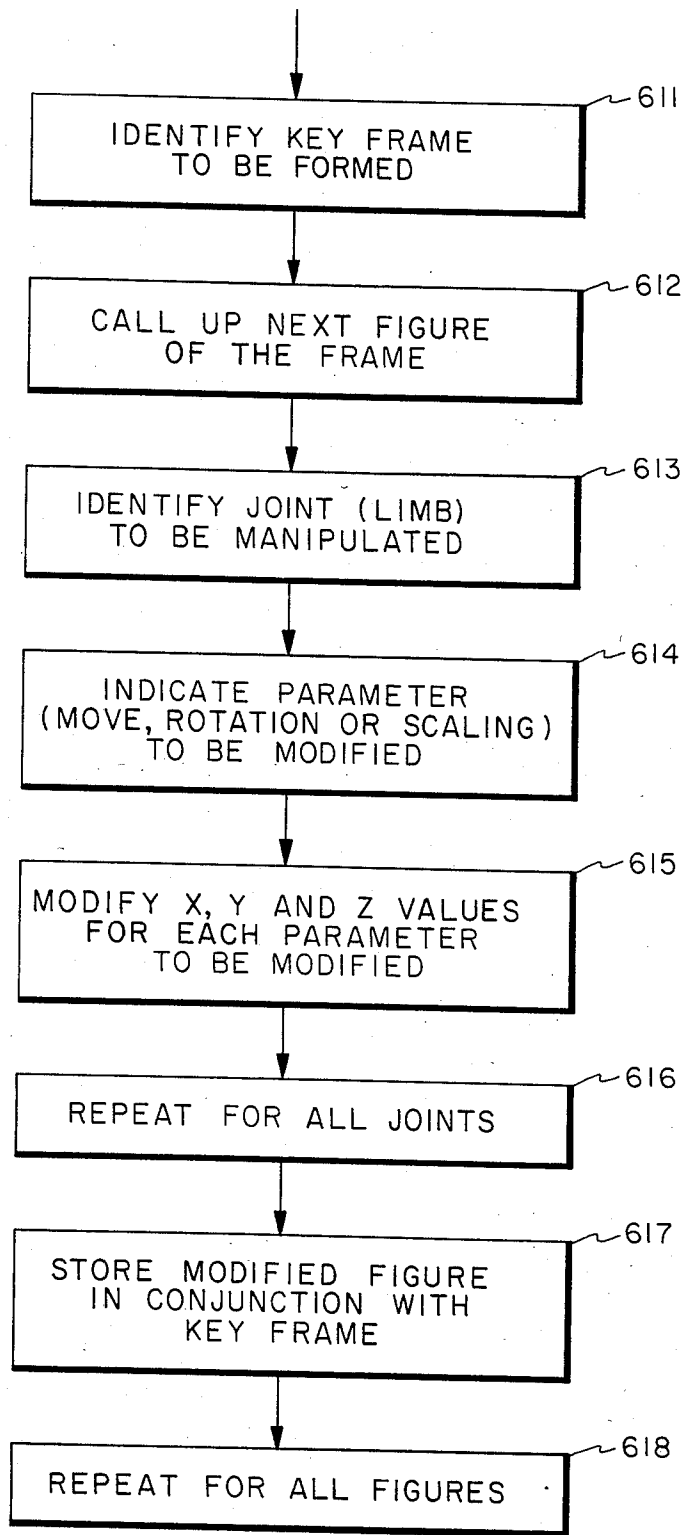 611
IDENTIFY KEY FRAME
TO BE FORMED
612
CALL UP NEXT FIGURE
OF THE FRAME
613
IDENTIFY JOINT (LIMB)
TO BE MANIPULATED
614
INDICATE PARAMETER
(MOVE, ROTATION OR SCALING)
TO BE MODIFIED
615
MODIFY X, Y AND Z VALUES
FOR EACH PARAMETER
TO BE MODIFIED
616
REPEAT FOR ALL JOINTS
617
STORE MODIFIED FIGURE
IN CONJUNCTION WITH
KEY FRAME
618
REPEAT FOR ALL FIGURES